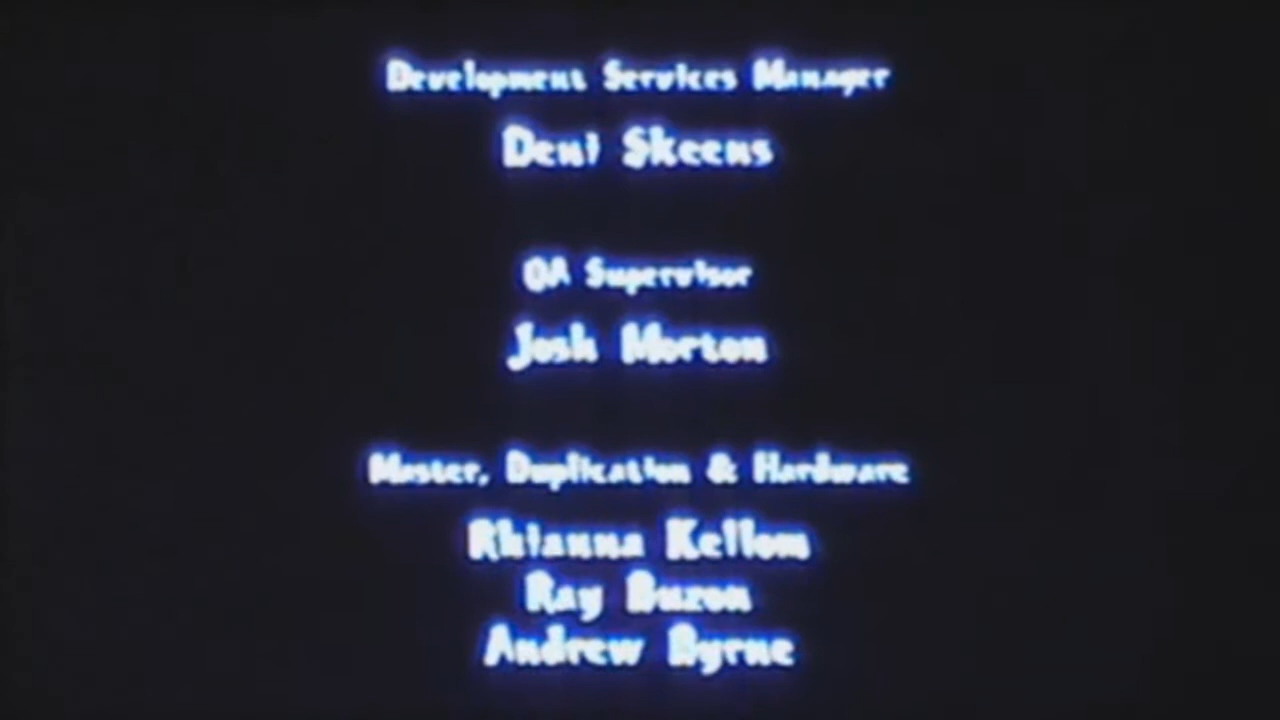 Development Services Manager
Deni Skeens
QA Supervisor
Josh Morton
Master, Duplication & Hardware
Rhianna Kellom
Ray Buzon
Andrew Byrne